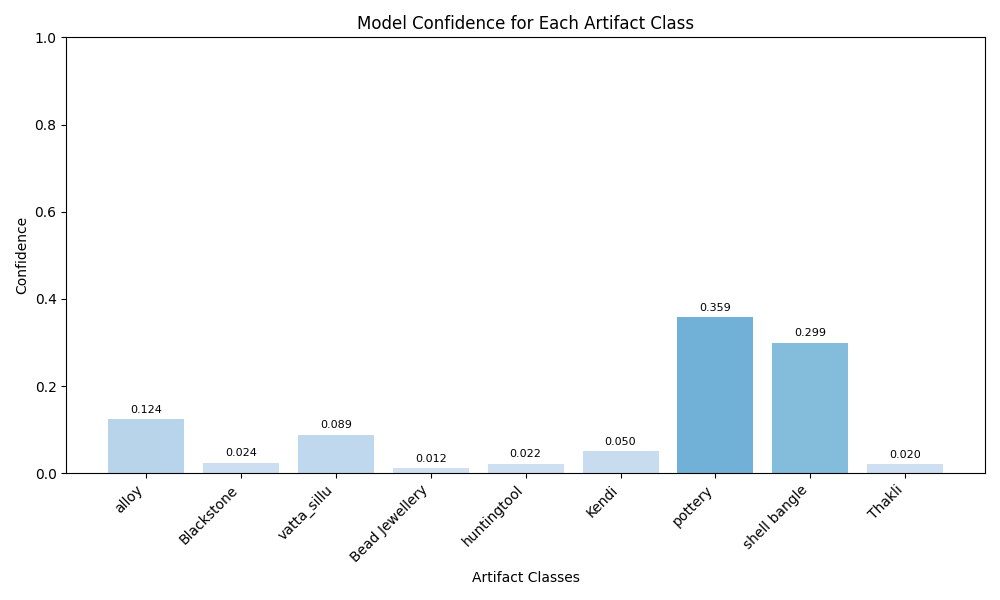 Model Confidence for Each Artifact Class
1.0
0.8
0.6
0.4
0.2
0.0
Confidence
0.124
0.024
0.089
0.012
0.022
0.050
0.359
0.299
0.020
alloy
Blackstone
vatta_sillu
Bead Jewellery
huntingtool
Kendi
pottery
shell bangle
Thakli
Artifact Classes